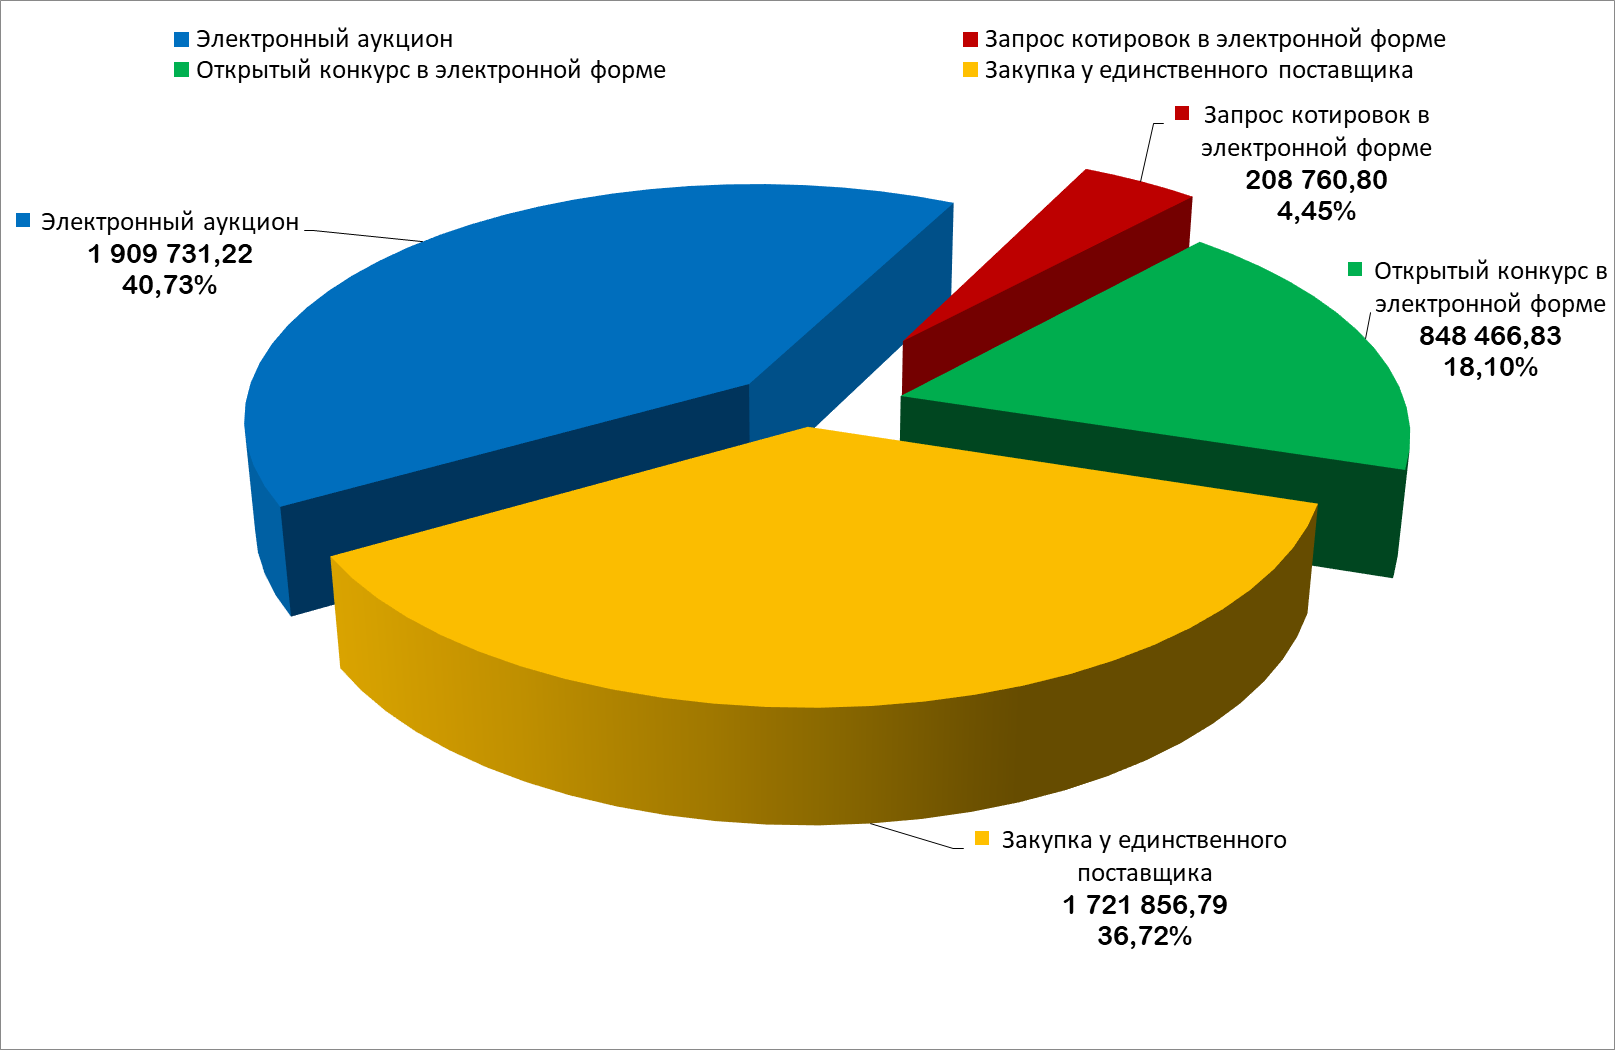 Электронный аукцион
Запрос котировок в электронной форме
Открытый конкурс в электронной форме
Закупка у единственного поставщика
Запрос котировок в
электронной форме
208 760,80
4,45%
Электронный аукцион
1 909 731,22
40,73%
Открытый конкурс в
электронной форме
848 466,83
18,10%
Закупка у единственного
поставщика
1 721 856,79
36,72%